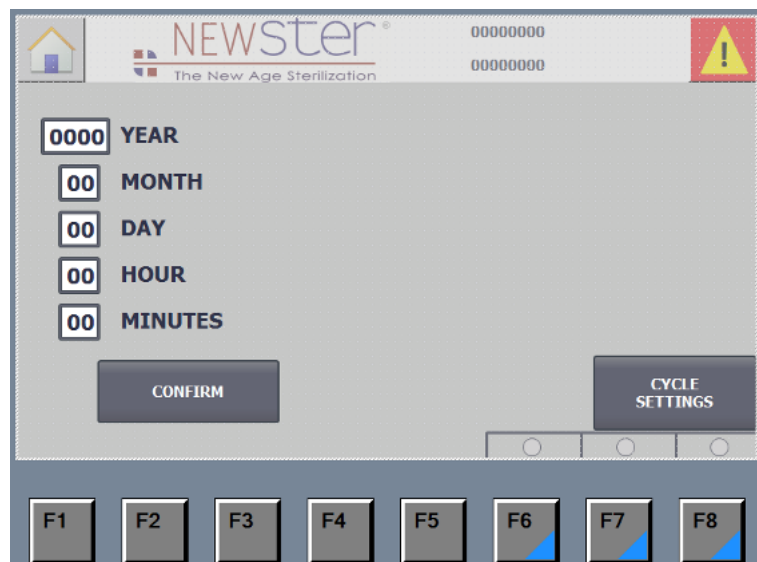 NEWSter®
00000000
The New Age Sterilization
00000000
0000 YEAR
00 MONTH
00 DAY
00 HOUR
00 MINUTES
CONFIRM
CYCLE
SETTINGS
F1 F2 F3 F4 F5 F6 F7 F8